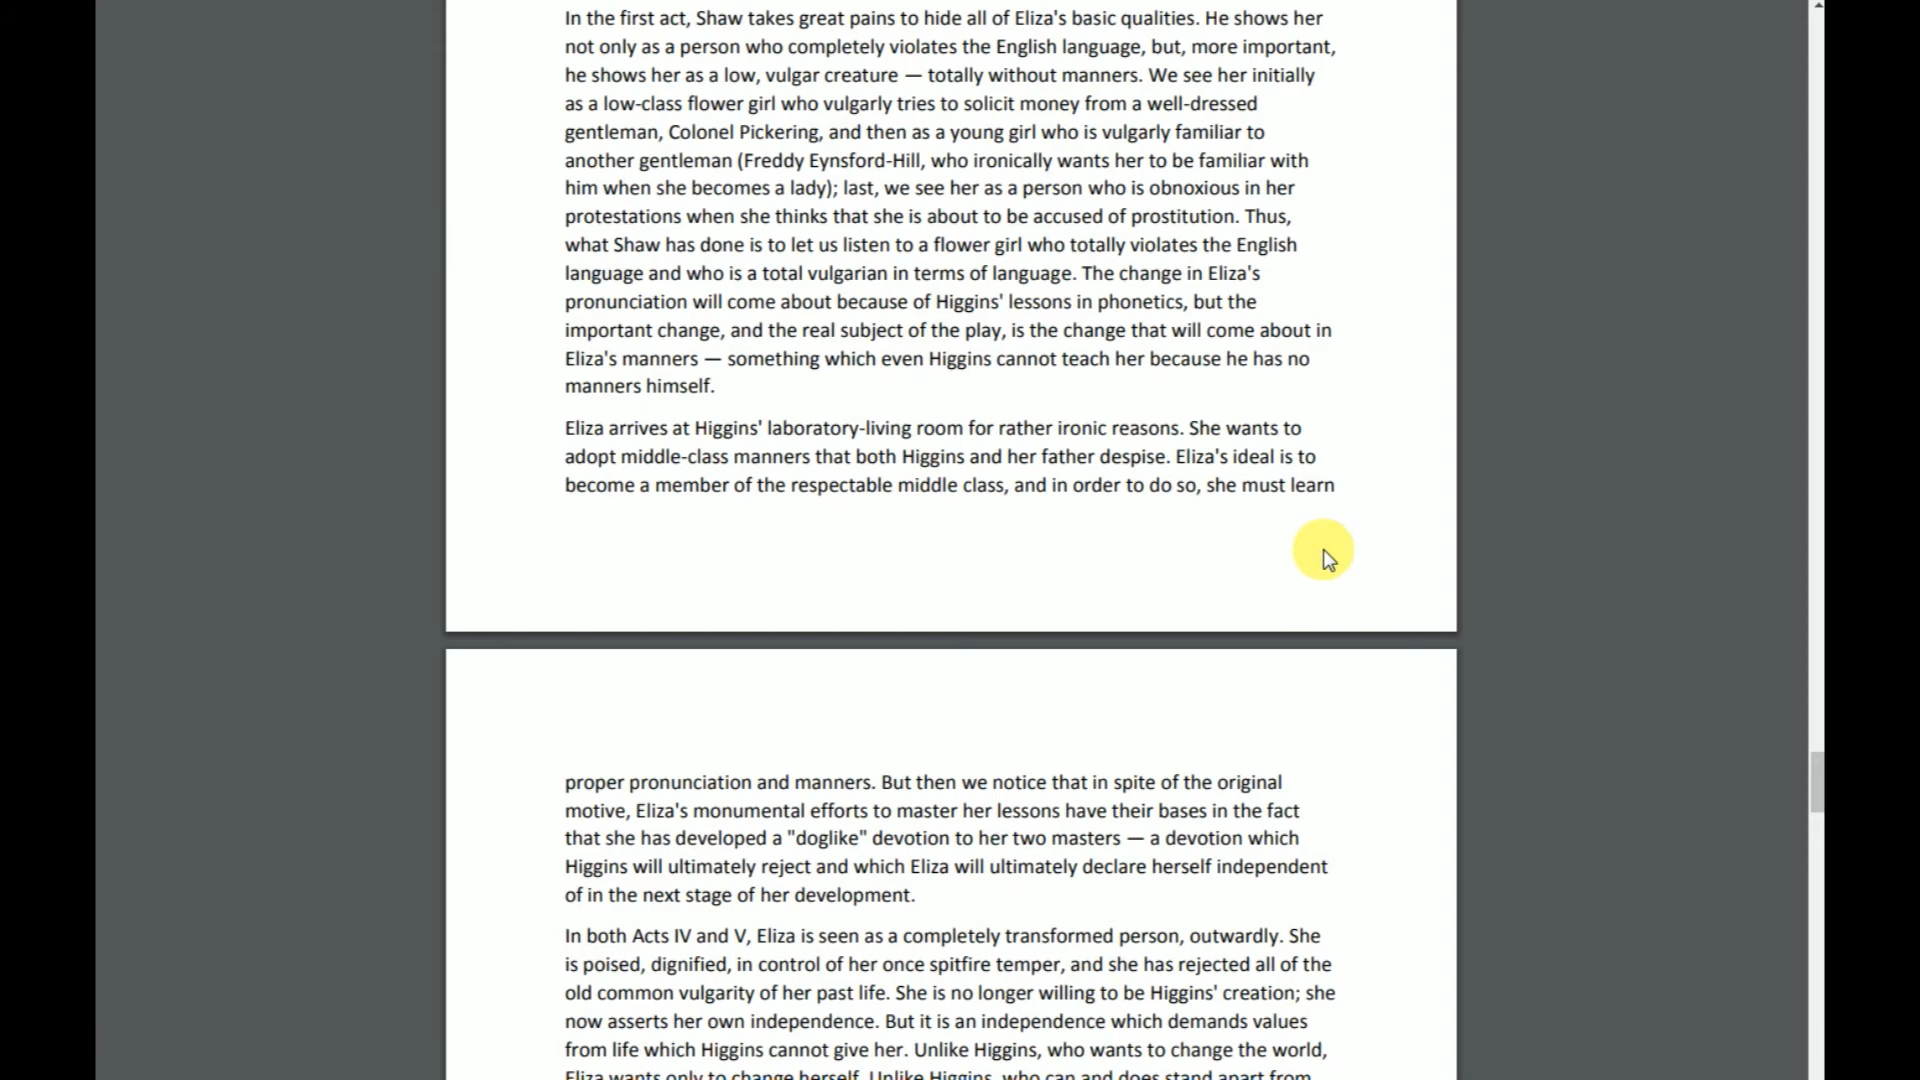 In the first act, Shaw takes great pains to hide all of Eliza's basic qualities. He shows her
not only as a person who completely violates the English language, but, more important,
he shows her as a low, vulgar creature — totally without manners. We see her initially
as a low-class flower girl who vulgarly tries to solicit money from a well-dressed
gentleman, Colonel Pickering, and then as a young girl who is vulgarly familiar to
another gentleman (Freddy Eynsford-Hill, who ironically wants her to be familiar with
him when she becomes a lady); last, we see her as a person who is obnoxious in her
protestations when she thinks that she is about to be accused of prostitution. Thus,
what Shaw has done is to let us listen to a flower girl who totally violates the English
language and who is a total vulgarian in terms of language. The change in Eliza's
pronunciation will come about because of Higgins' lessons in phonetics, but the
important change, and the real subject of the play, is the change that will come about in
Eliza's manners — something which even Higgins cannot teach her because he has no
manners himself.
Eliza arrives at Higgins' laboratory-living room for rather ironic reasons. She wants to
adopt middle-class manners that both Higgins and her father despise. Eliza's ideal is to
become a member of the respectable middle class, and in order to do so, she must learn
proper pronunciation and manners. But then we notice that in spite of the original
motive, Eliza's monumental efforts to master her lessons have their bases in the fact
that she has developed a "doglike" devotion to her two masters — a devotion which
Higgins will ultimately reject and which Eliza will ultimately declare herself independent
of in the next stage of her development.
In both Acts IV and V, Eliza is seen as a completely transformed person, outwardly. She
is poised, dignified, in control of her once spitfire temper, and she has rejected all of the
old common vulgarity of her past life. She is no longer willing to be Higgins' creation; she
now asserts her own independence. But it is an independence which demands values
from life which Higgins cannot give her. Unlike Higgins, who wants to change the world,
Eliza wants only to change herself. Unlike Higgins, who can and does stand apart from